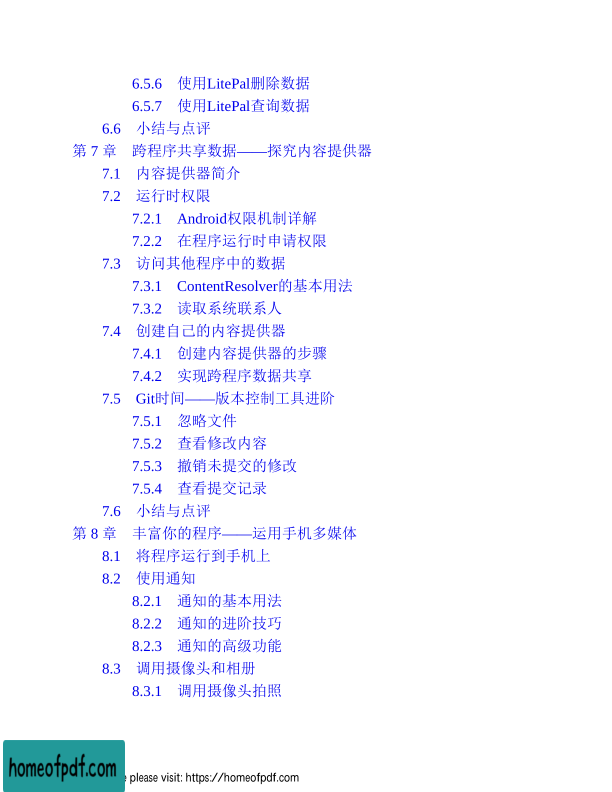 6.5.6 使用LitePal删除数据
6.5.7 使用LitePal查询数据
6.6 小结与点评
第 7 章 跨程序共享数据——探究内容提供器
7.1 内容提供器简介
7.2 运行时权限
7.2.1 Android权限机制详解
7.2.2 在程序运行时申请权限
7.3 访问其他程序中的数据
7.3.1 ContentResolver的基本用法
7.3.2 读取系统联系人
7.4 创建自己的内容提供器
7.4.1 创建内容提供器的步骤
7.4.2 实现跨程序数据共享
7.5 Git时间——版本控制工具进阶
7.5.1 忽略文件
7.5.2 查看修改内容
7.5.3 撤销未提交的修改
7.5.4 查看提交记录
7.6 小结与点评
第 8 章 丰富你的程序——运用手机多媒体
8.1 将程序运行到手机上
8.2 使用通知
8.2.1 通知的基本用法
8.2.2 通知的进阶技巧
8.2.3 通知的高级功能
8.3 调用摄像头和相册
8.3.1 调用摄像头拍照
homeofpdf.com
please visit: https://homeofpdf.com